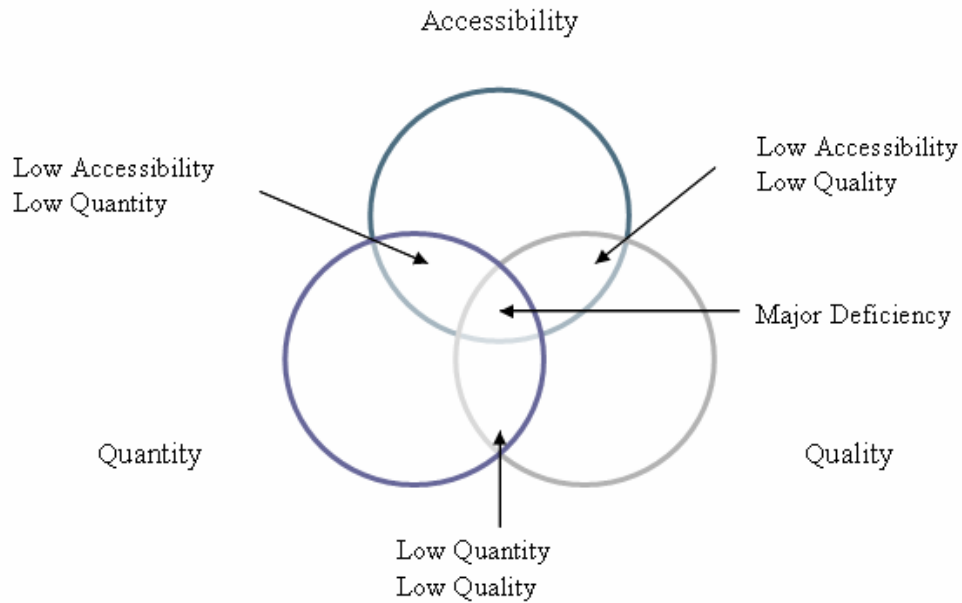 Accessibility
Low Accessibility
Low Quantity
Low Accessibility
Low Quality
Major Deficiency
Quantity
Quality
Low Quantity
Low Quality